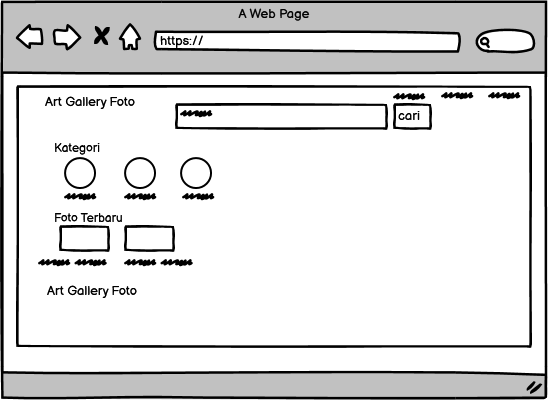 A Web Page
https://
Art Gallery Foto
cari
Kategori
Foto Terbaru
Art Gallery Foto